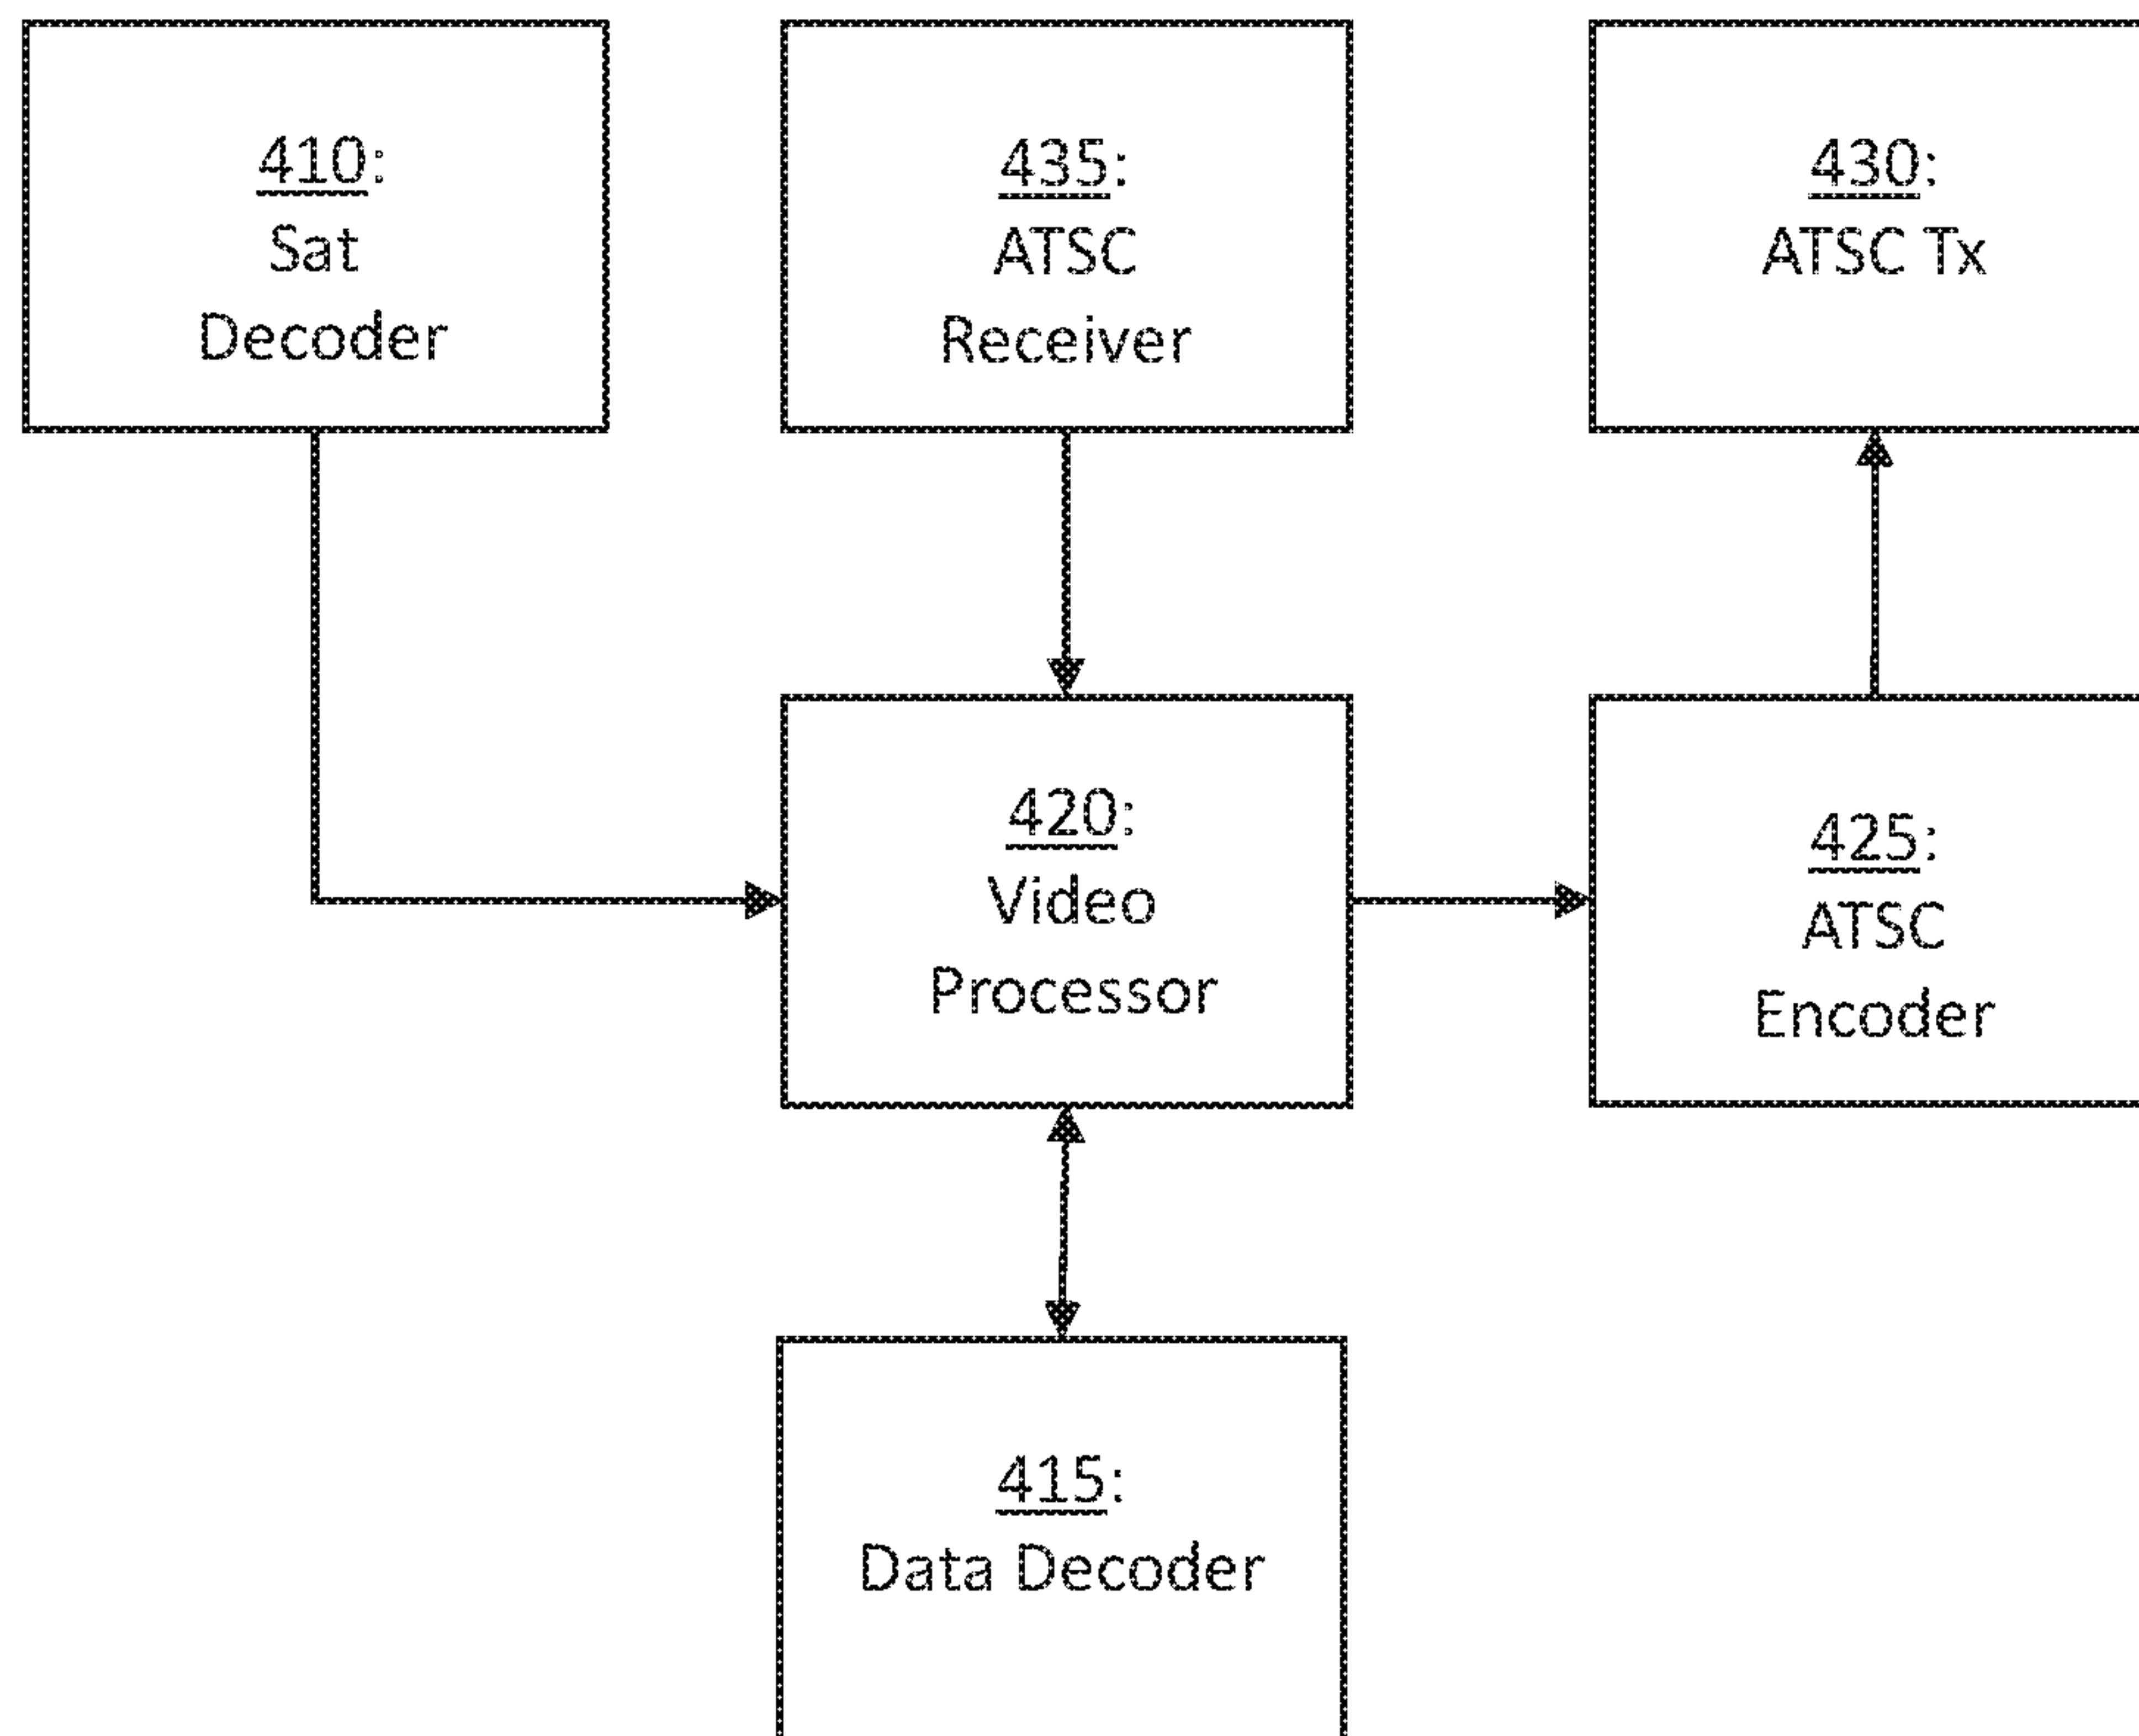 410:
Sat
Decoder
435:
ATSC
Receiver
430:
ATSC Tx
420:
Video
Processor
425:
ATSC
Encoder
415:
Data Decoder